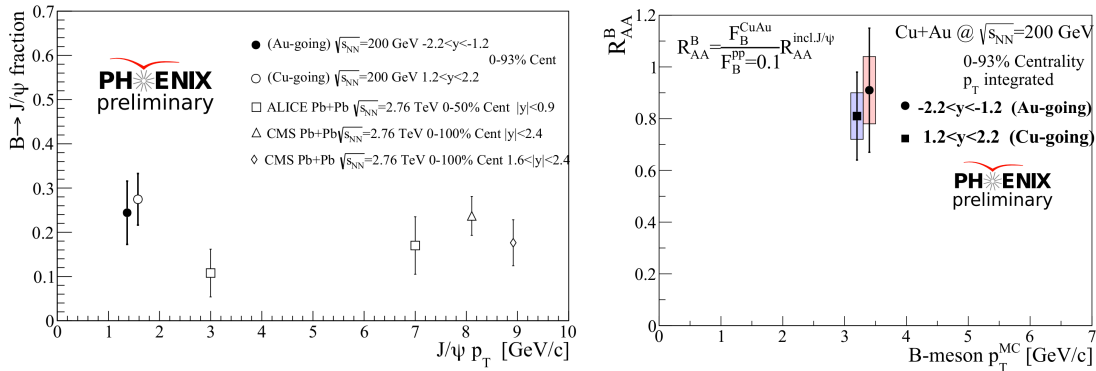 0.7
0.6
0.5
0.4
0.3
0.2
0.1
0
B→ J/ψ fraction
PHENIX
preliminary
(Au-going) √sNN=200 GeV -2.2<y<-1.2
0-93% Cent
(Cu-going) √sNN=200 GeV 1.2<y<2.2
ALICE Pb+Pb √sNN=2.76 TeV 0-50% Cent |y|<0.9
CMS Pb+Pb √sNN=2.76 TeV 0-100% Cent |y|<2.4
CMS Pb+Pb √sNN=2.76 TeV 0-100% Cent 1.6<|y|<2.4
0 1 2 3 4 5 6 7 8 9 10
J/ψ pT [GeV/c]
1.2
1
0.8
0.6
0.4
0.2
0
R^B_AA
R^B_AA = F^CuAu_B / F^pp_B=0.1 R^incl.J/ψ_AA
Cu+Au @ √sNN=200 GeV
0-93% Centrality
pT integrated
-2.2<y<-1.2 (Au-going)
1.2<y<2.2 (Cu-going)
PHENIX
preliminary
0 1 2 3 4 5 6 7
B-meson p^MC_T [GeV/c]